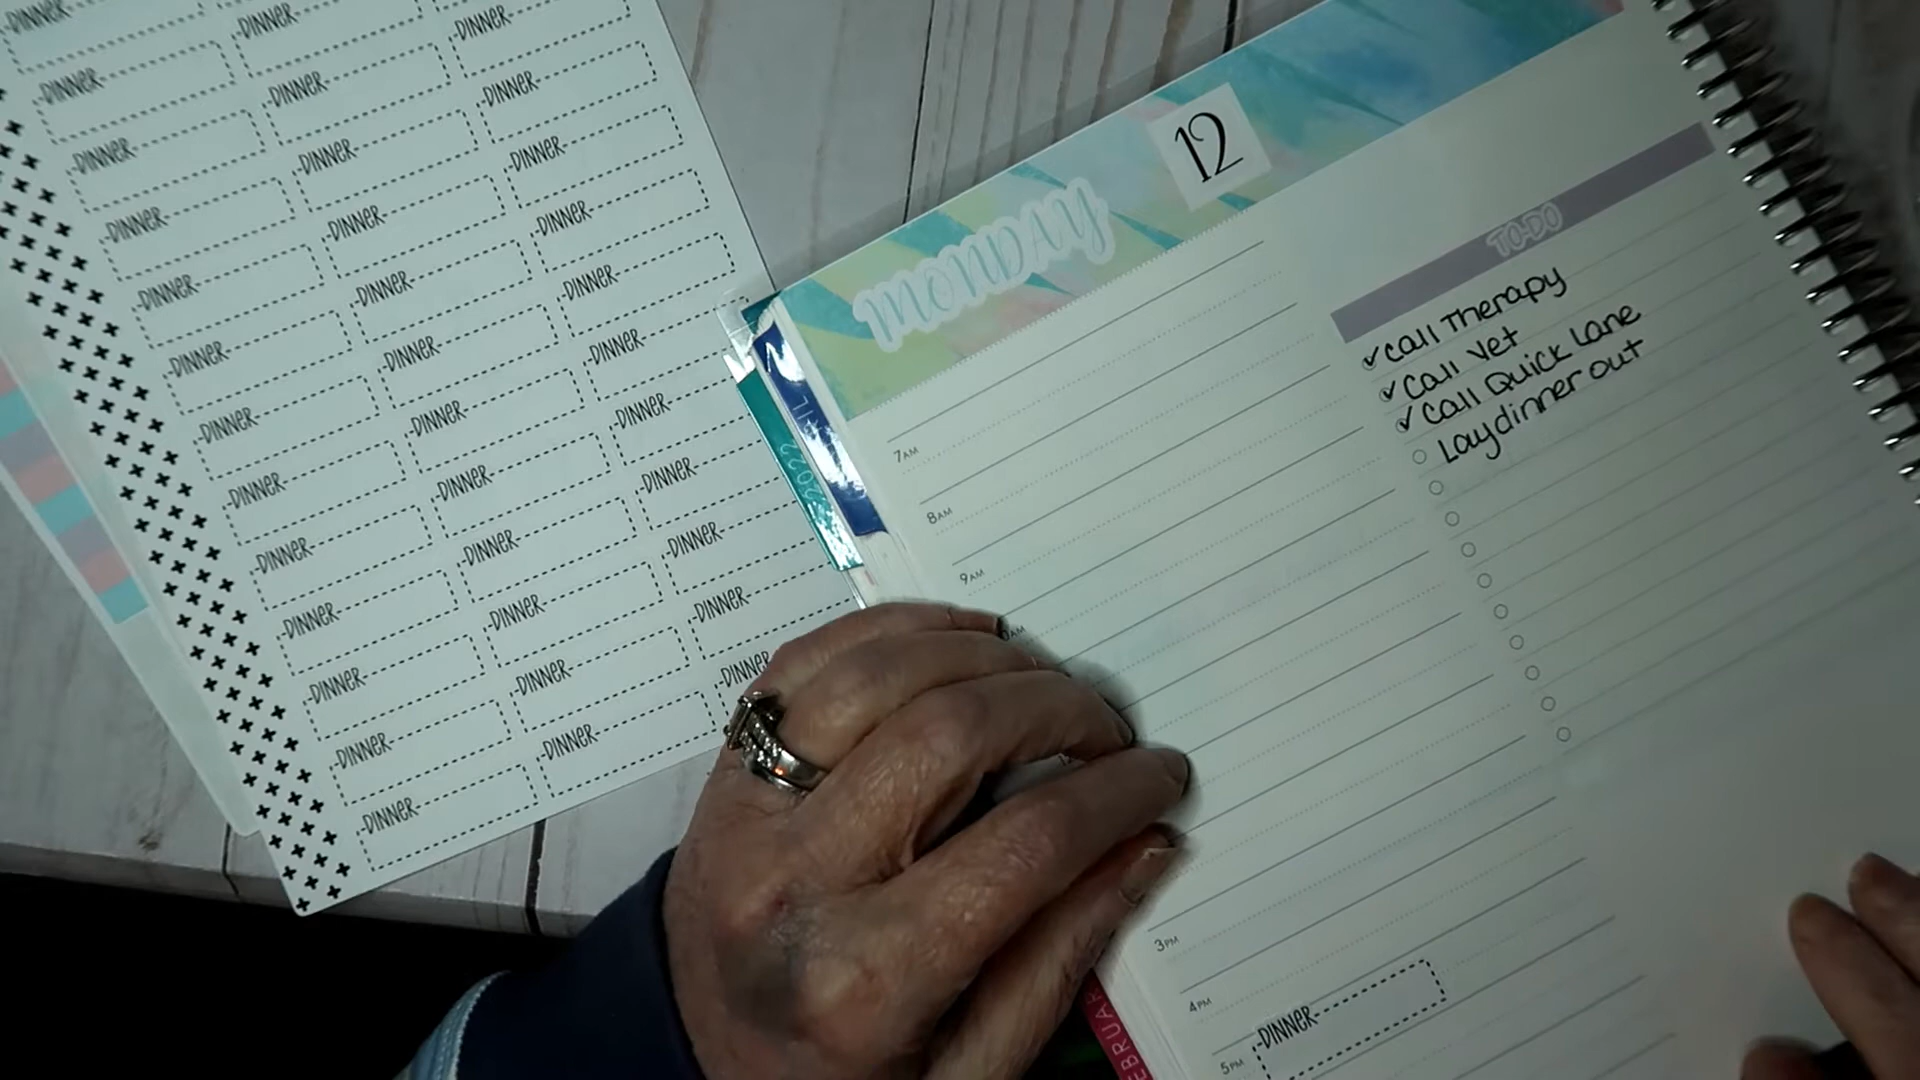 DINNER DINNER DINNER
DINNER DINNER DINNER
DINNER DINNER DINNER
DINNER DINNER DINNER
DINNER DINNER DINNER
DINNER DINNER DINNER
DINNER DINNER DINNER
DINNER DINNER DINNER
DINNER DINNER DINNER
DINNER DINNER DINNER
DINNER DINNER DINNER
DINNER DINNER
DINNER DINNER
2022
MONDAY
12
TO-DO
✓ Call Therapy
✓ Call Vet
✓ Call Quick Lane
Lay dinner out
7AM
8AM
9AM
3PM
4PM
5PM
DINNER